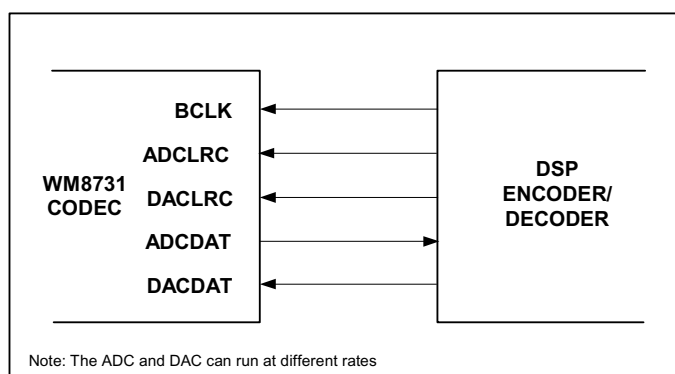 BCLK
ADCLRC
WM8731
CODEC
DACLRC
ADCDAT
DACDAT
DSP
ENCODER/
DECODER
Note: The ADC and DAC can run at different rates